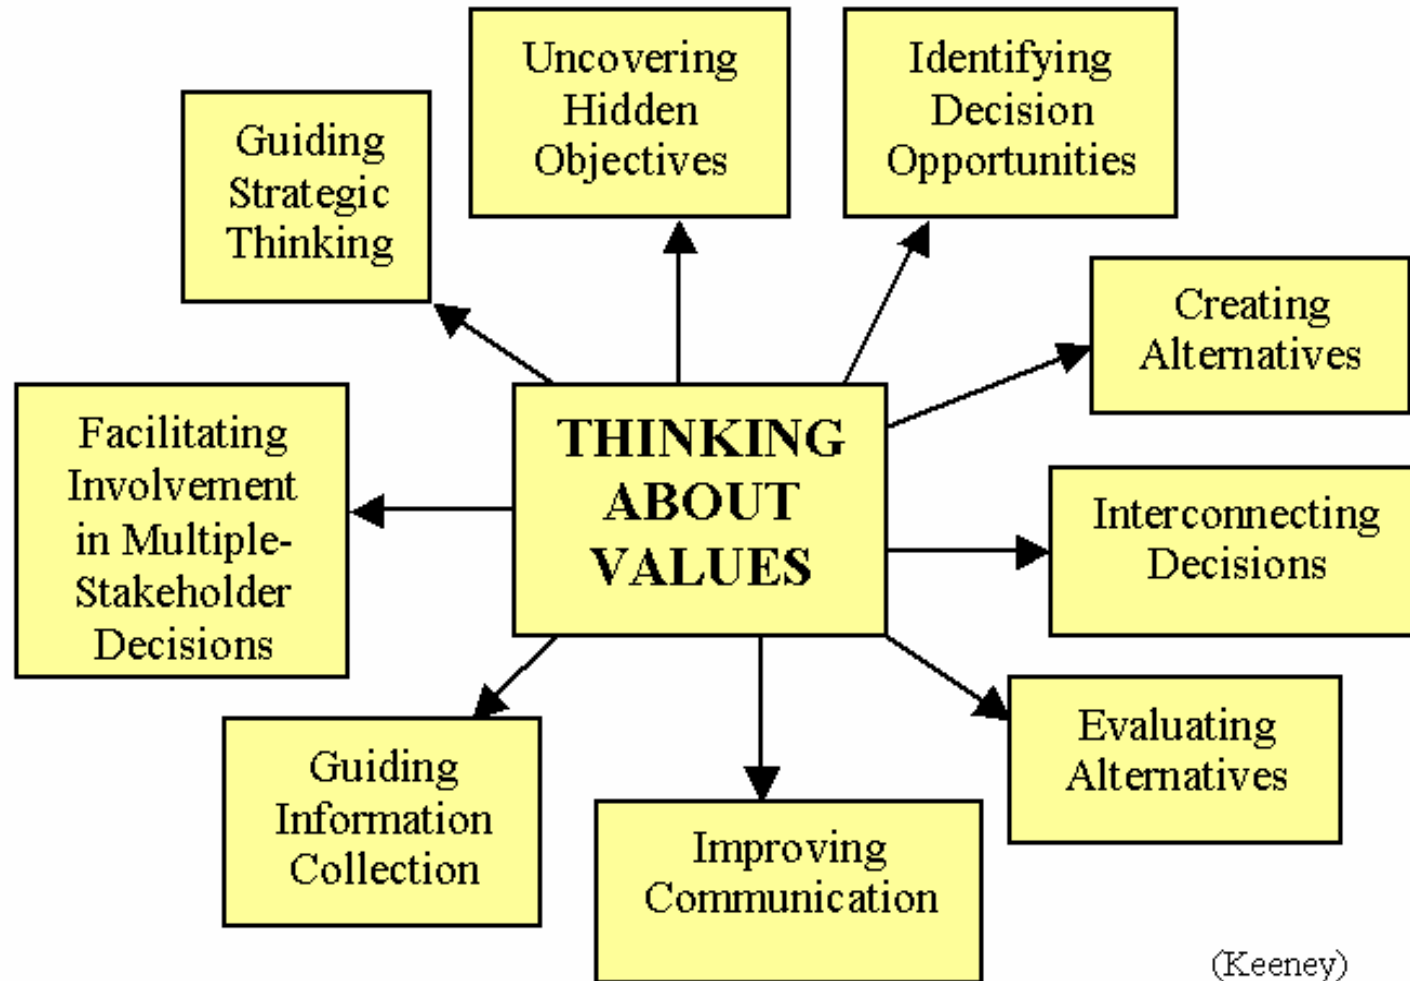 Uncovering
Hidden
Objectives
Identifying
Decision
Opportunities
Guiding
Strategic
Thinking
Creating
Alternatives
THINKING
ABOUT
VALUES
Facilitating
Involvement
in Multiple-
Stakeholder
Decisions
Interconnecting
Decisions
Evaluating
Alternatives
Guiding
Information
Collection
Improving
Communication
(Keeney)